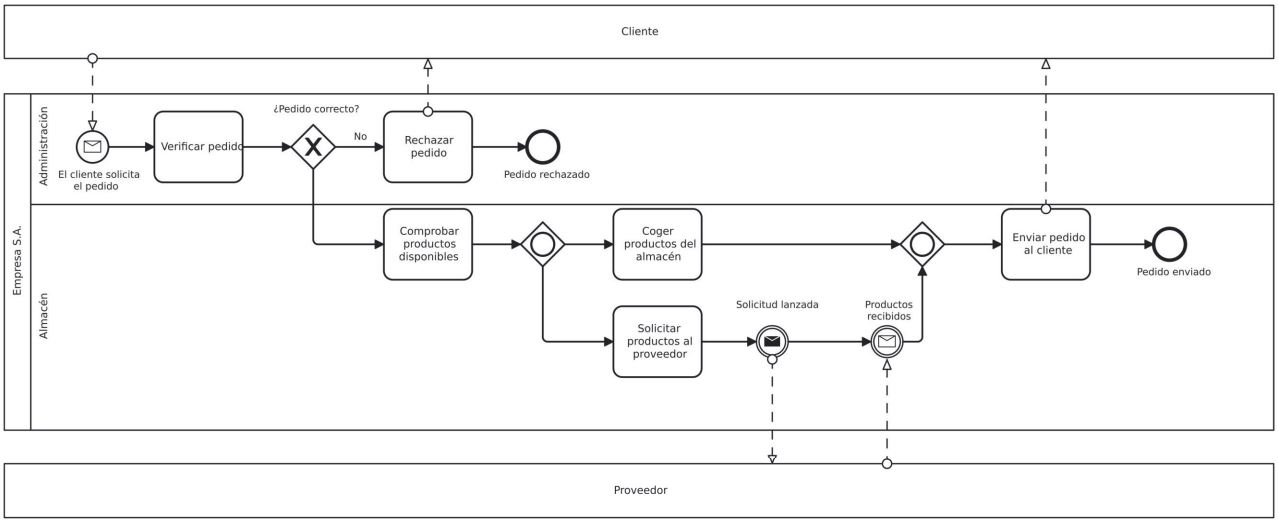 Cliente
Empresa S.A.
Administración
El cliente solicita
el pedido
Verificar pedido
¿Pedido correcto?
No
Rechazar
pedido
Pedido rechazado
Almacén
Comprobar
productos
disponibles
Coger
productos del
almacén
Solicitar
productos al
proveedor
Solicitud lanzada
Productos
recibidos
Enviar pedido
al cliente
Pedido enviado
Proveedor